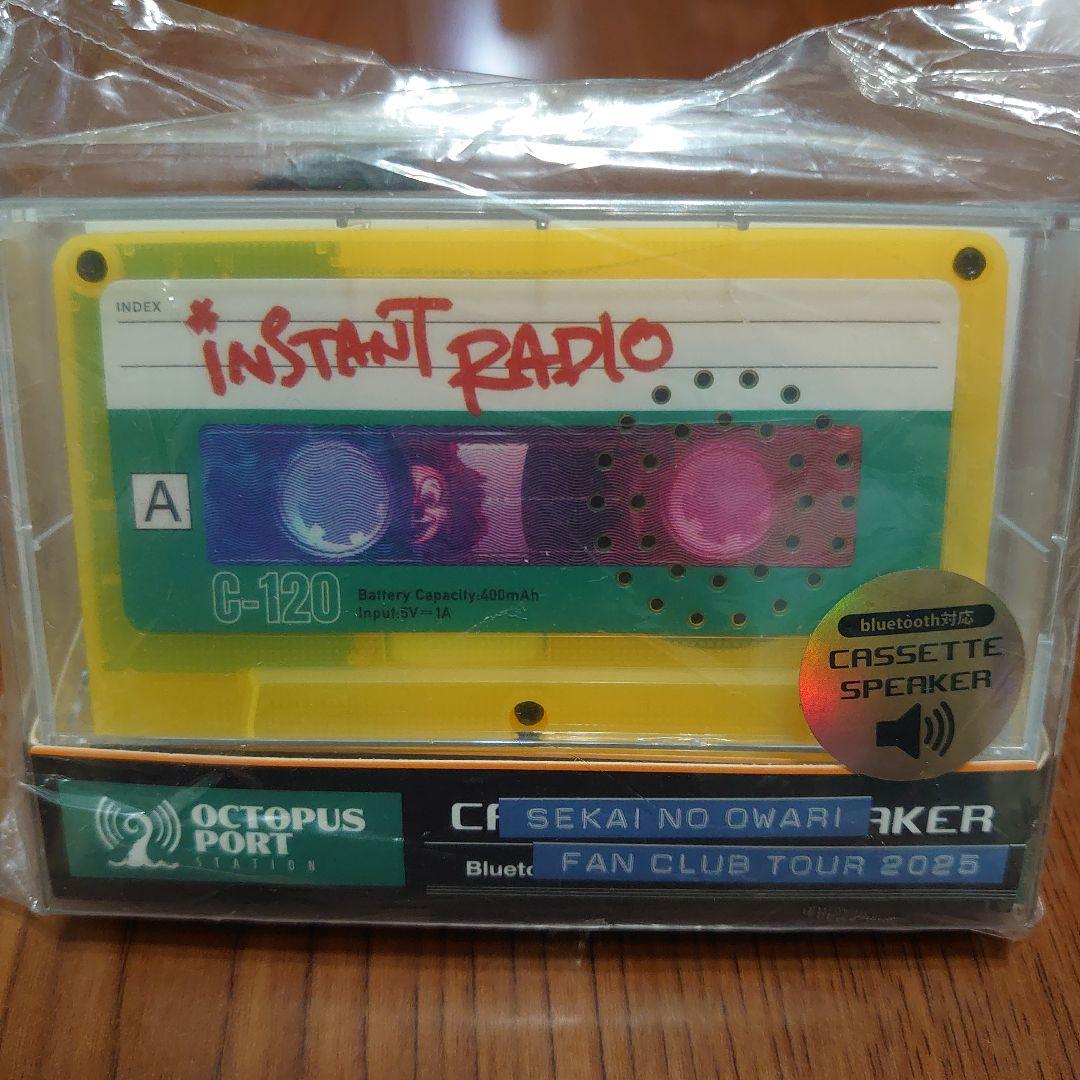 INDEX
iNSTANT RADIO
A
C-120
Battery Capacity:400mAh
Input:5V⎓1A
bluetooth対応
CASSETTE
SPEAKER
OCTOPUS
PORT
STATION
SEKAI NO OWARI
AKER
Blueto
FAN CLUB TOUR 2025